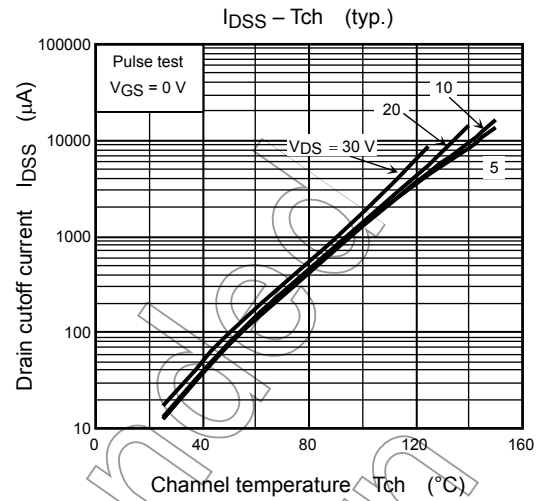 IDSS – Tch (typ.)
100000
10000
1000
100
10
Drain cutoff current IDSS (μA)
Pulse test
VGS = 0 V
VDS = 30 V
20
10
5
0
40
80
120
160
Channel temperature Tch (°C)